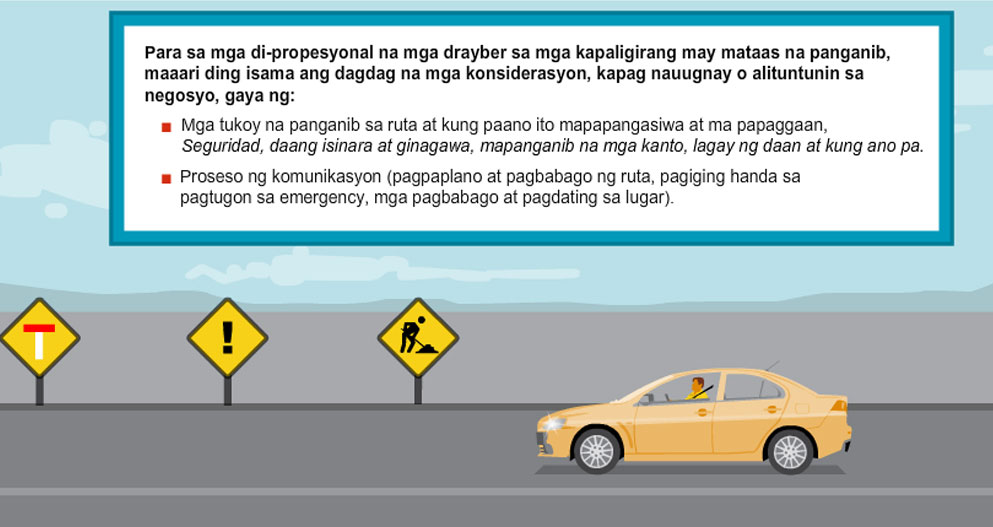 Para sa mga di-propesyonal na mga drayber sa mga kapaligirang may mataas na panganib,
maaari ding isama ang dagdag na mga konsiderasyon, kapag nauugnay o alituntunin sa
negosyo, gaya ng:
Mga tukoy na panganib sa ruta at kung paano ito mapapangasiwa at ma papaggaan,
Seguridad, daang isinara at ginagawa, mapanganib na mga kanto, lagay ng daan at kung ano pa.
Proseso ng komunikasyon (pagpaplano at pagbabago ng ruta, pagiging handa sa
pagtugon sa emergency, mga pagbabago at pagdating sa lugar).
!